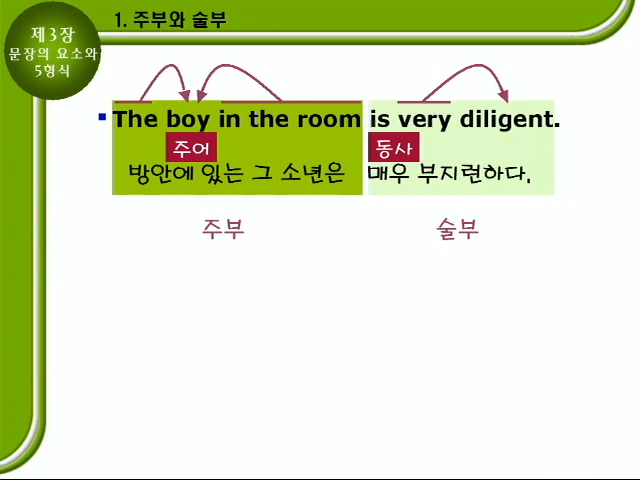 제3장
문장의 요소와
5형식
1. 주부와 술부
The boy in the room is very diligent.
주어 동사
방안에 있는 그 소년은 매우 부지런하다.
주부 술부